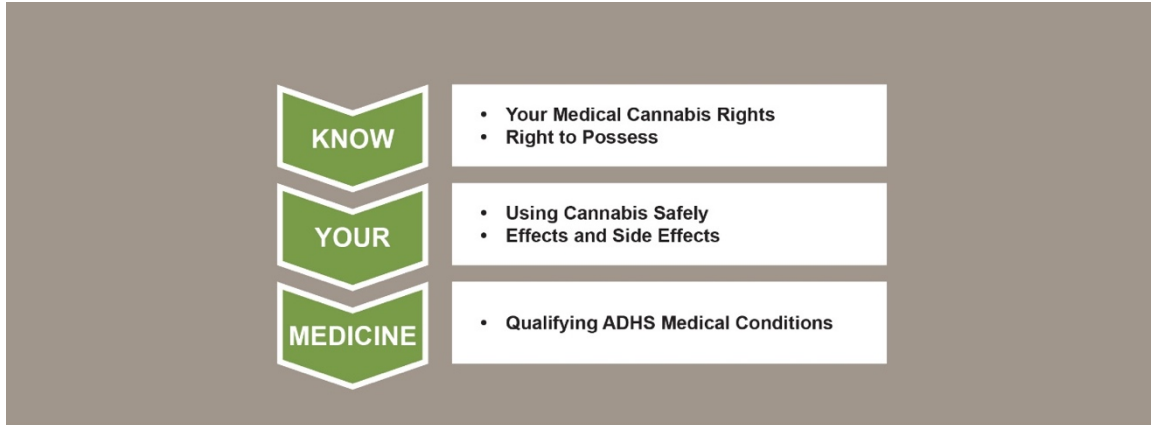 KNOW
• Your Medical Cannabis Rights
• Right to Possess
YOUR
• Using Cannabis Safely
• Effects and Side Effects
MEDICINE
• Qualifying ADHS Medical Conditions